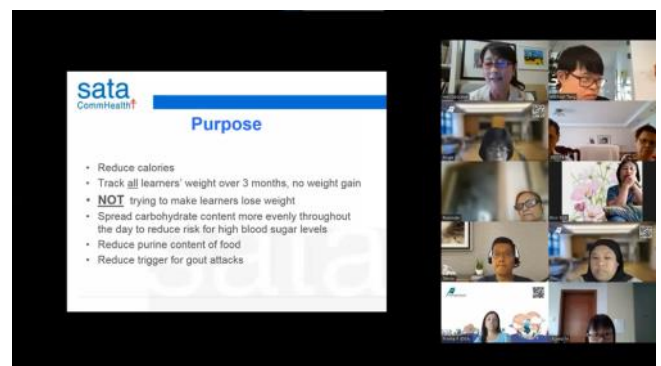 sata
CommHealth
Purpose
• Reduce calories
• Track all learners' weight over 3 months, no weight gain
• NOT trying to make learners lose weight
• Spread carbohydrate content more evenly throughout
the day to reduce risk for high blood sugar levels
• Reduce purine content of food
• Reduce trigger for gout attacks